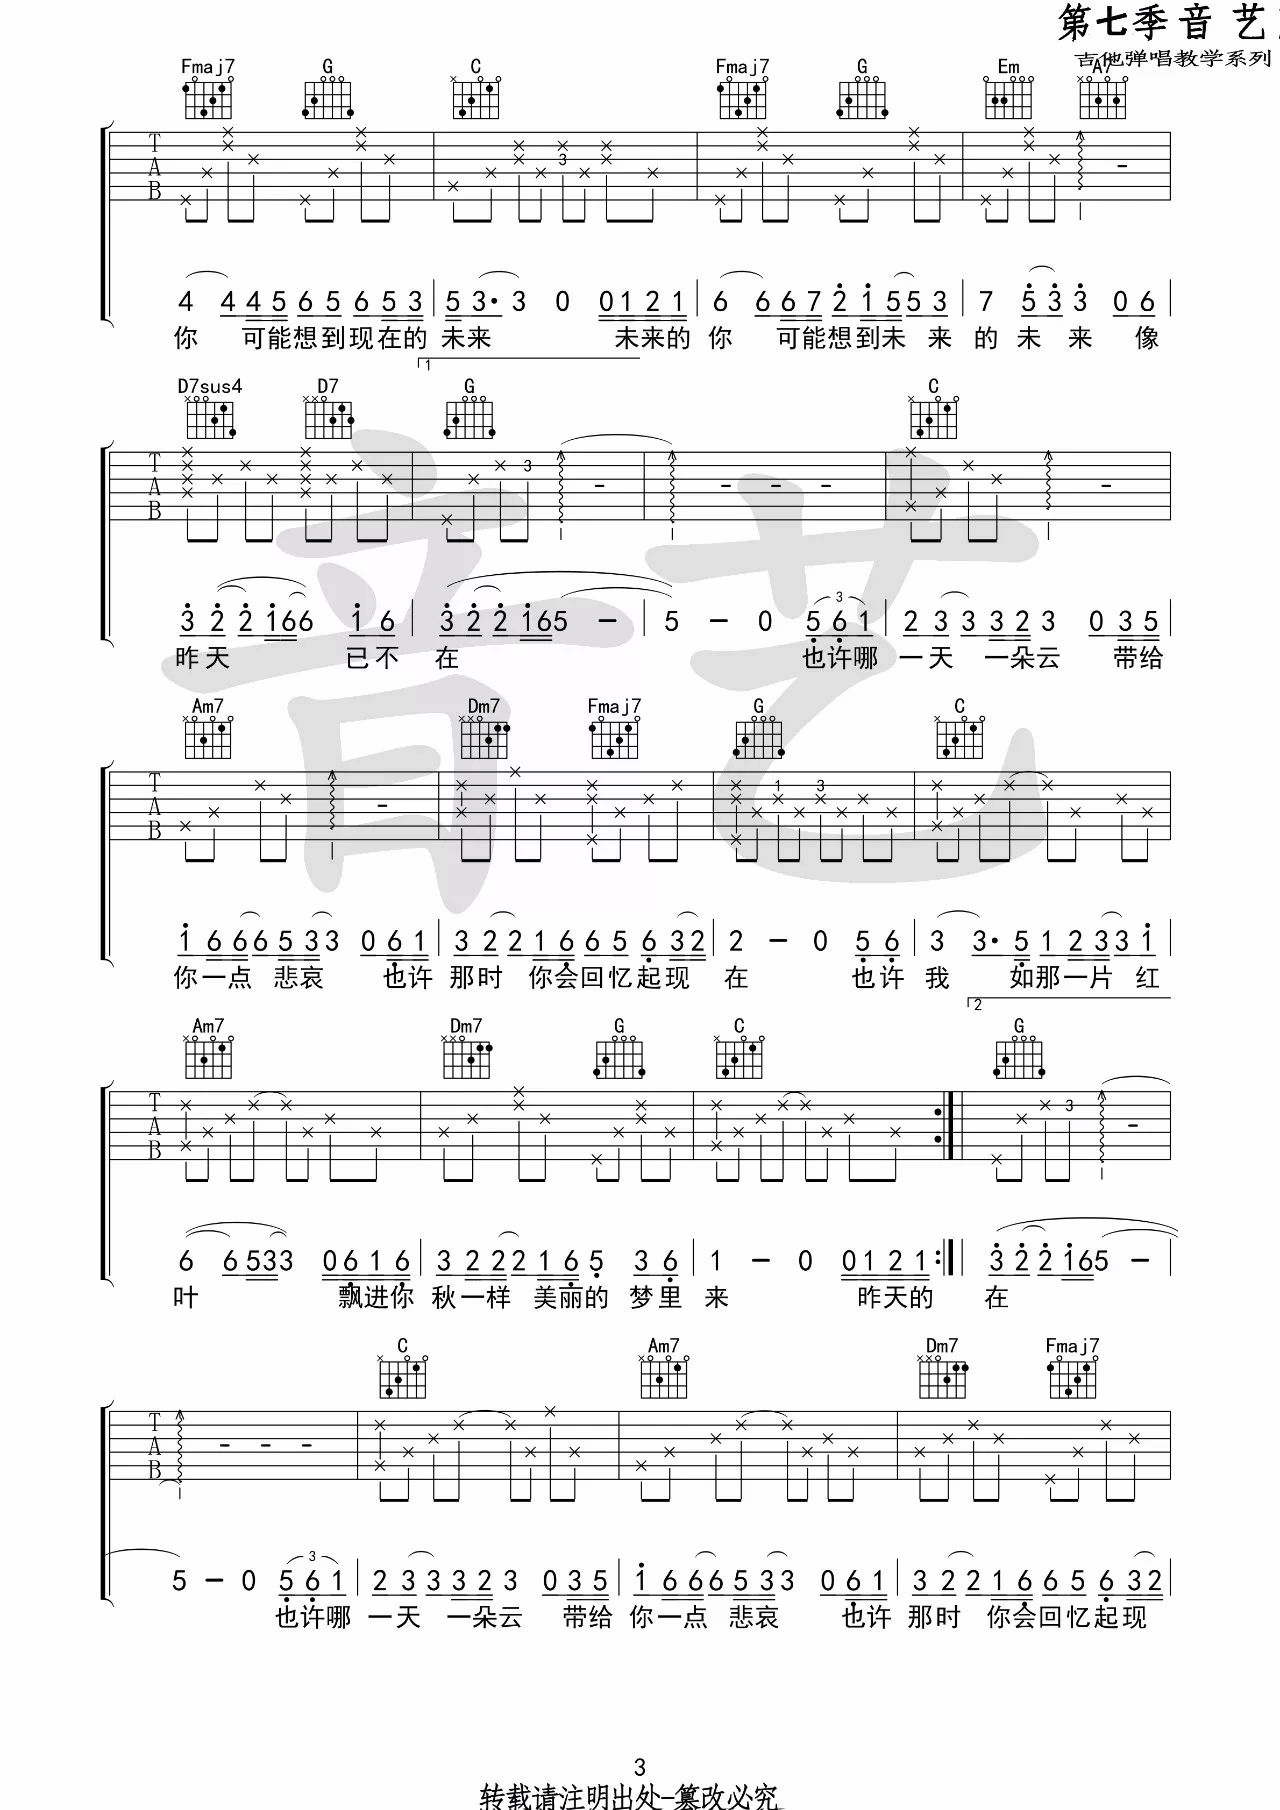 第七季音艺
吉他弹唱教学系列
Fmaj7 G C Fmaj7 G Em A7
T
A
B
3
4 4 4 5 6 5 6 5 3 5 3· 3 0 0 1 2 1 6 6 6 7 2 1 5 5 3 7 5 3 3 0 6
你 可能想到现在的 未来 未来的 你 可能想到未来 的 未来 像
1
D7sus4 D7 G C
T
A
B
3
- - - - -
3 2 2 1 6 6 1 6 3 2 2 1 6 5 - 5 - 0 5 6 1 2 3 3 3 2 3 0 3 5
3
昨天 已不 在 也许哪 一天 一朵云 带给
音艺
Am7 Dm7 Fmaj7 G C
T
A
B
- 1 3
1 6 6 6 5 3 3 0 6 1 3 2 2 1 6 6 5 6 3 2 2 - 0 5 6 3 3· 5 1 2 3 3 1
你一点 悲哀 也许 那时 你会回忆起现 在 也许 我 如那一片 红
2
Am7 Dm7 G C G
T
A
B
3 -
6 6 5 3 3 0 6 1 6 3 2 2 2 1 6 5 3 6 1 - 0 0 1 2 1 3 2 2 1 6 5 -
叶 飘进你 秋一样 美丽的 梦里 来 昨天的 在
C Am7 Dm7 Fmaj7
T
A
B
- - -
5 - 0 5 6 1 2 3 3 3 2 3 0 3 5 1 6 6 6 5 3 3 0 6 1 3 2 2 1 6 6 5 6 3 2
3
也许哪 一天 一朵云 带给 你一点 悲哀 也许 那时 你会回忆起现
3
转载请注明出处-篡改必究